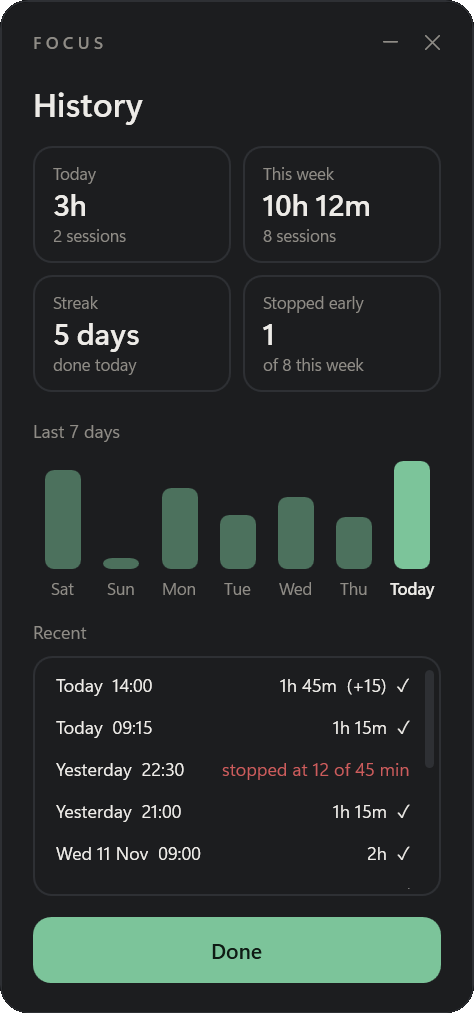 FOCUS
History
Today
3h
2 sessions
This week
10h 12m
8 sessions
Streak
5 days
done today
Stopped early
1
of 8 this week
Last 7 days
Sat Sun Mon Tue Wed Thu Today
Recent
Today 14:00 1h 45m (+15) ✓
Today 09:15 1h 15m ✓
Yesterday 22:30 stopped at 12 of 45 min
Yesterday 21:00 1h 15m ✓
Wed 11 Nov 09:00 2h ✓
Done